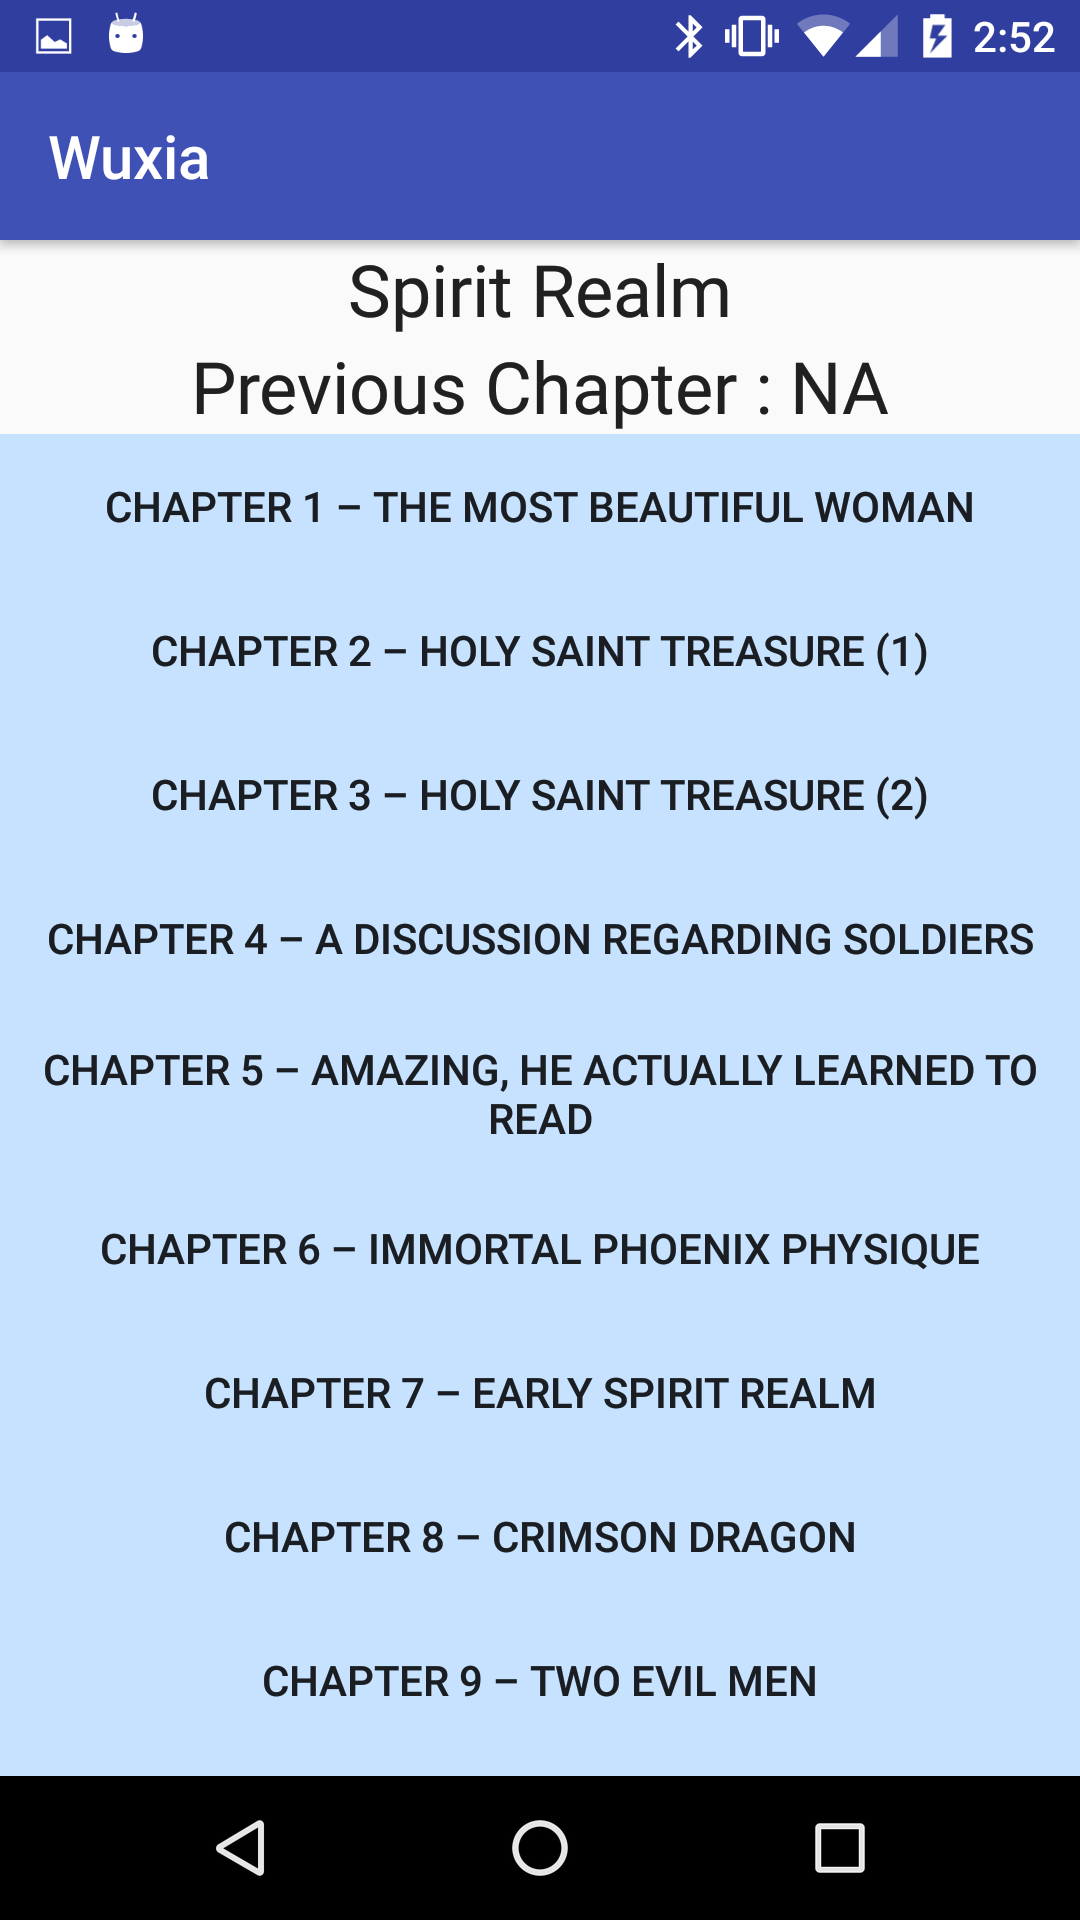 2:52
Wuxia
Spirit Realm
Previous Chapter : NA
CHAPTER 1 – THE MOST BEAUTIFUL WOMAN
CHAPTER 2 – HOLY SAINT TREASURE (1)
CHAPTER 3 – HOLY SAINT TREASURE (2)
CHAPTER 4 – A DISCUSSION REGARDING SOLDIERS
CHAPTER 5 – AMAZING, HE ACTUALLY LEARNED TO
READ
CHAPTER 6 – IMMORTAL PHOENIX PHYSIQUE
CHAPTER 7 – EARLY SPIRIT REALM
CHAPTER 8 – CRIMSON DRAGON
CHAPTER 9 – TWO EVIL MEN